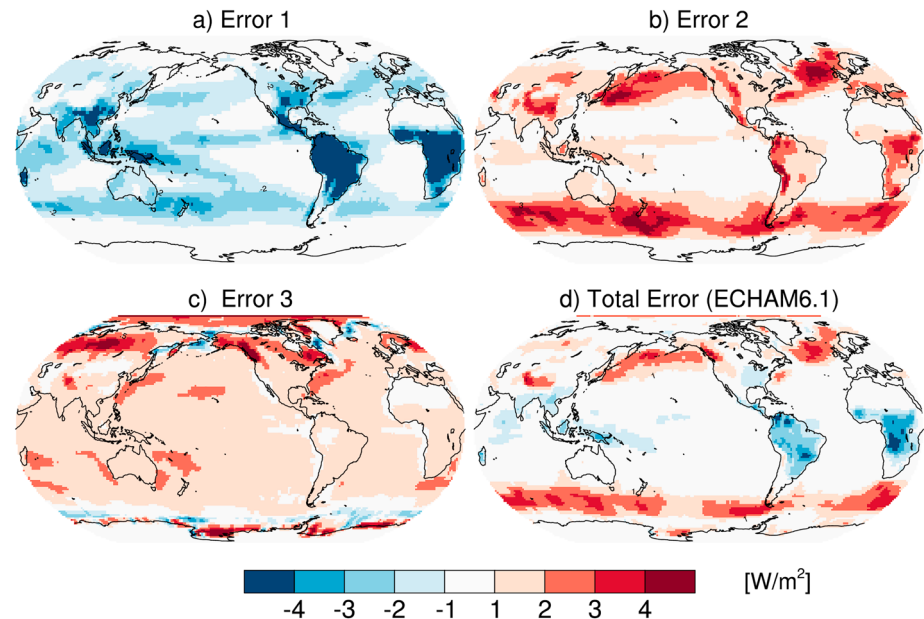 a) Error 1
b) Error 2
c) Error 3
d) Total Error (ECHAM6.1)
-4 -3 -2 -1 1 2 3 4
[W/m²]